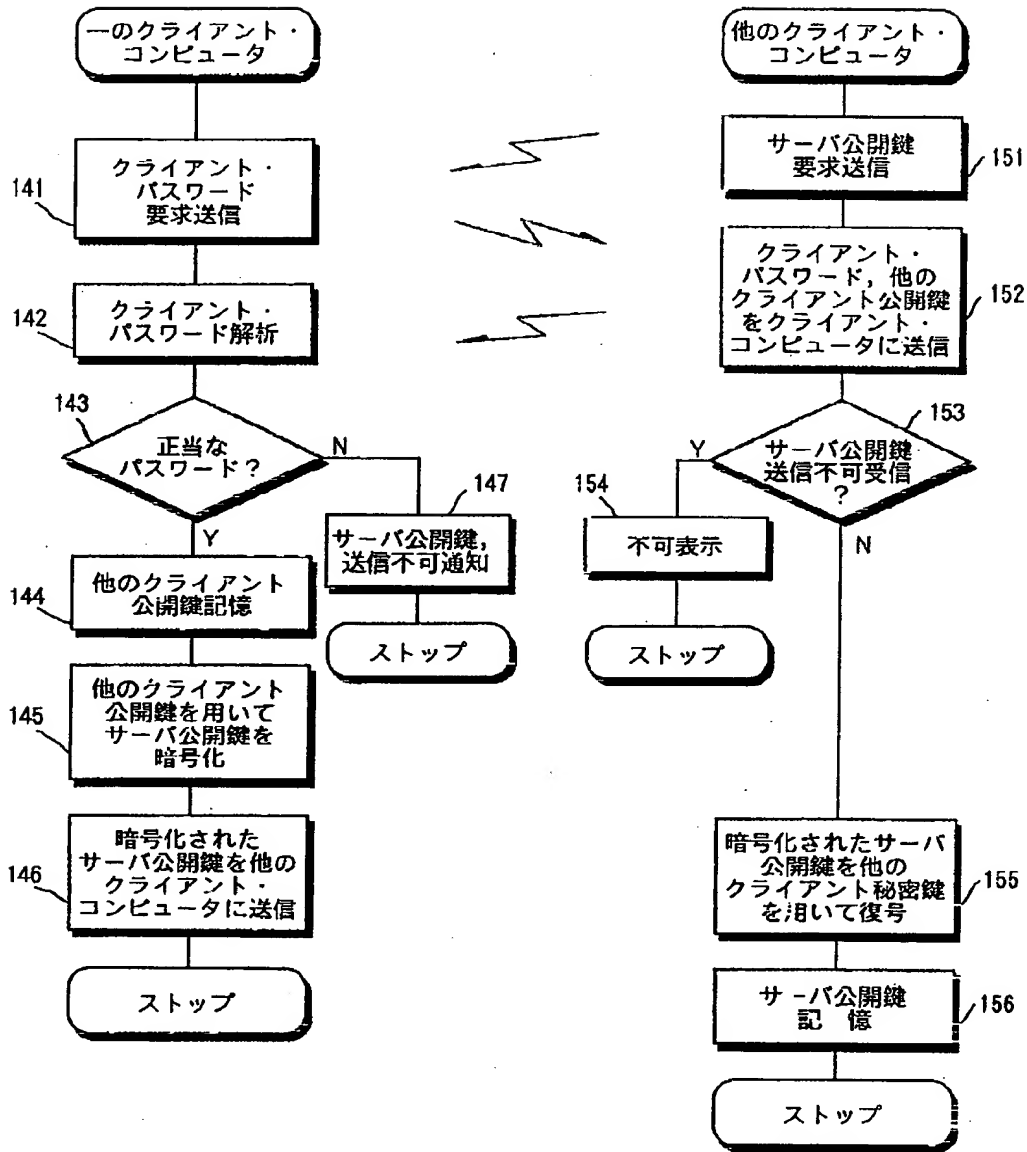 一のクライアント・
コンピュータ
141
クライアント・
パスワード
要求送信
142
クライアント・
パスワード解析
143
正当な
パスワード？
N
Y
147
サーバ公開鍵，
送信不可通知
ストップ
144
他のクライアント
公開鍵記憶
145
他のクライアント
公開鍵を用いて
サーバ公開鍵を
暗号化
146
暗号化された
サーバ公開鍵を他の
クライアント・
コンピュータに送信
ストップ
他のクライアント・
コンピュータ
サーバ公開鍵
要求送信
151
クライアント・
パスワード，他の
クライアント公開鍵
をクライアント・
コンピュータに送信
152
153
サーバ公開鍵
送信不可受信
？
Y
N
154
不可表示
ストップ
暗号化されたサーバ
公開鍵を他の
クライアント秘密鍵
を用いて復号
155
サーバ公開鍵
記　憶
156
ストップ